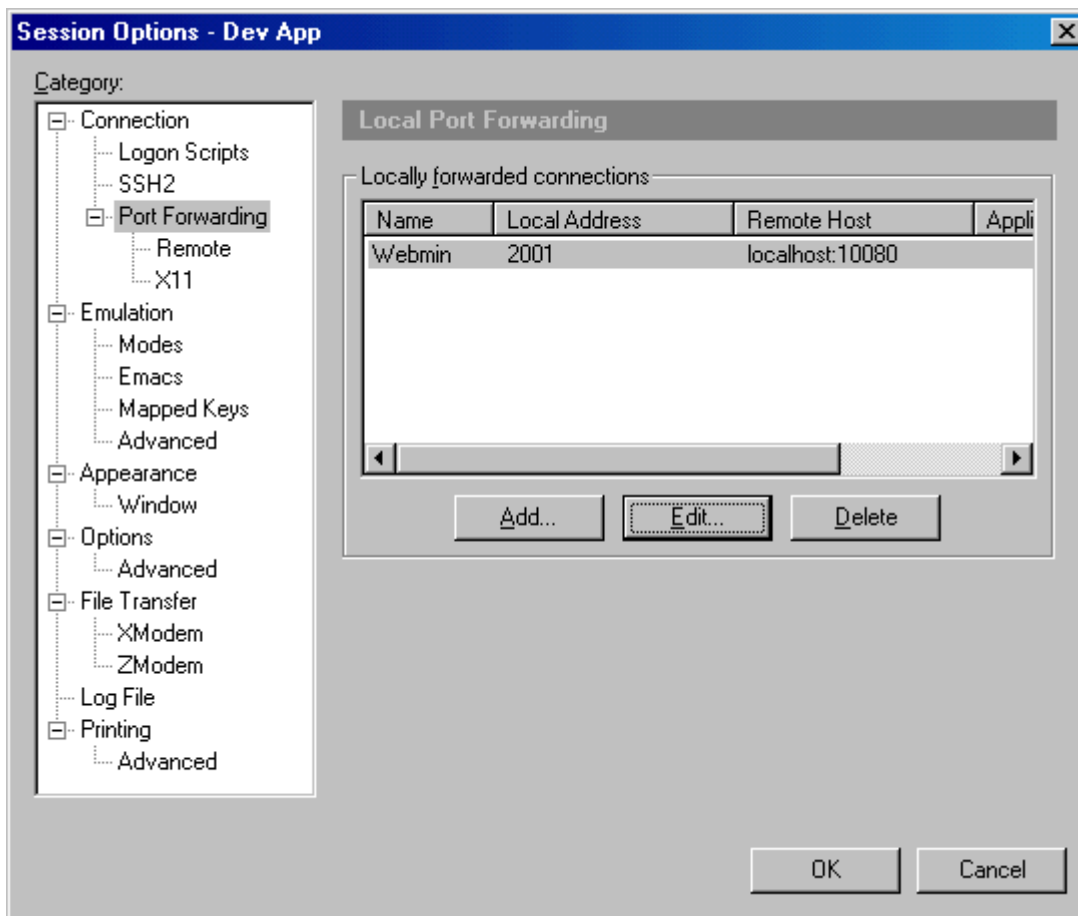 Session Options - Dev App
Category:
Connection
Logon Scripts
SSH2
Port Forwarding
Remote
X11
Emulation
Modes
Emacs
Mapped Keys
Advanced
Appearance
Window
Options
Advanced
File Transfer
XModem
ZModem
Log File
Printing
Advanced
Local Port Forwarding
Locally forwarded connections
Name Local Address Remote Host Appli
Webmin 2001 localhost:10080
Add... Edit... Delete
OK Cancel